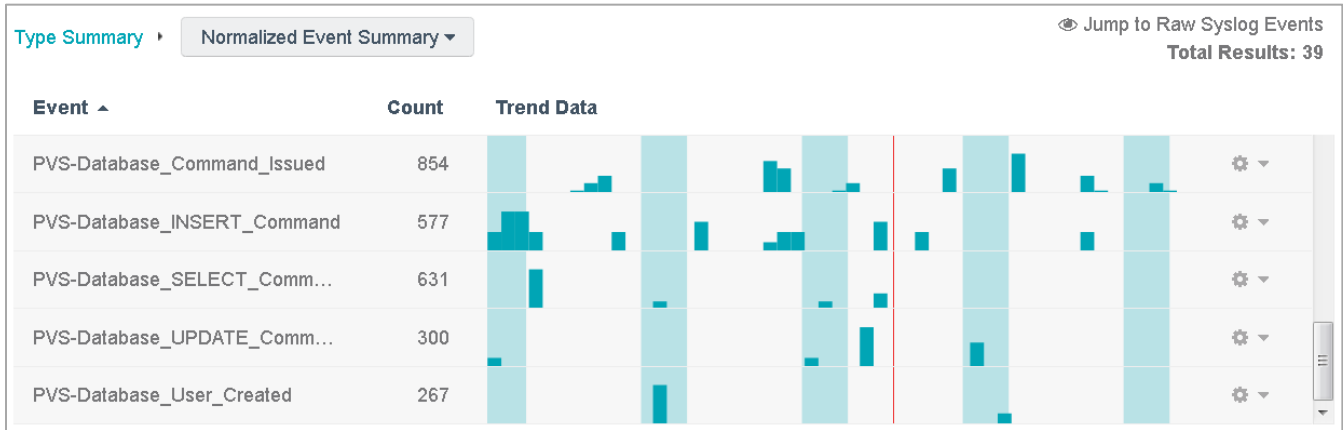 Type Summary Normalized Event Summary Jump to Raw Syslog Events
Total Results: 39
Event Count Trend Data
PVS-Database_Command_Issued 854
PVS-Database_INSERT_Command 577
PVS-Database_SELECT_Comm... 631
PVS-Database_UPDATE_Comm... 300
PVS-Database_User_Created 267